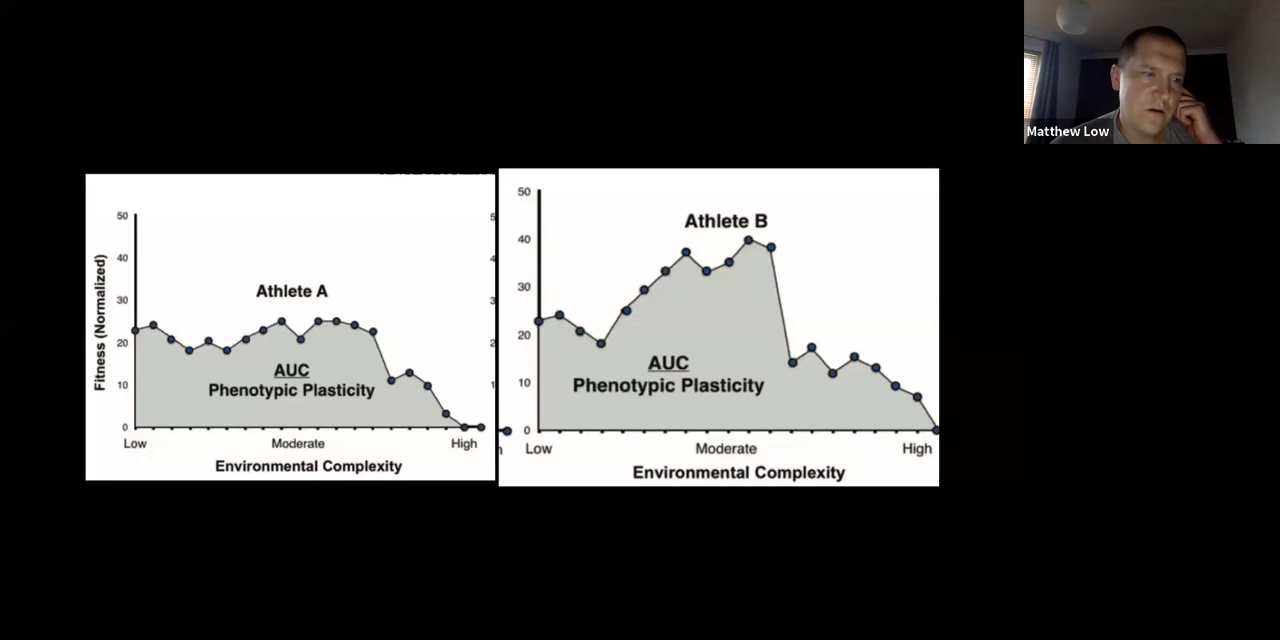 Matthew Low
50
40
30
20
10
0
Fitness (Normalized)
Athlete A
AUC
Phenotypic Plasticity
Low
Moderate
High
Environmental Complexity
50
40
30
20
10
0
Athlete B
AUC
Phenotypic Plasticity
Low
Moderate
High
Environmental Complexity